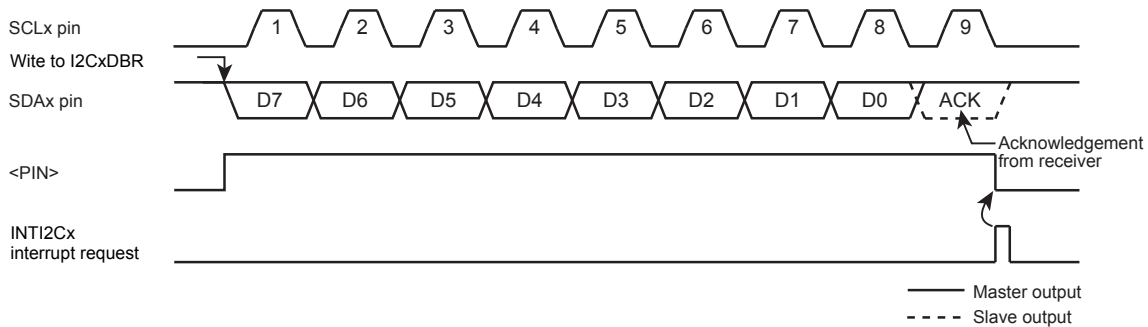 SCLx pin
1 2 3 4 5 6 7 8 9
Wite to I2CxDBR
SDAx pin
D7 D6 D5 D4 D3 D2 D1 D0 ACK
Acknowledgement
from receiver
<PIN>
INTI2Cx
interrupt request
Master output
Slave output